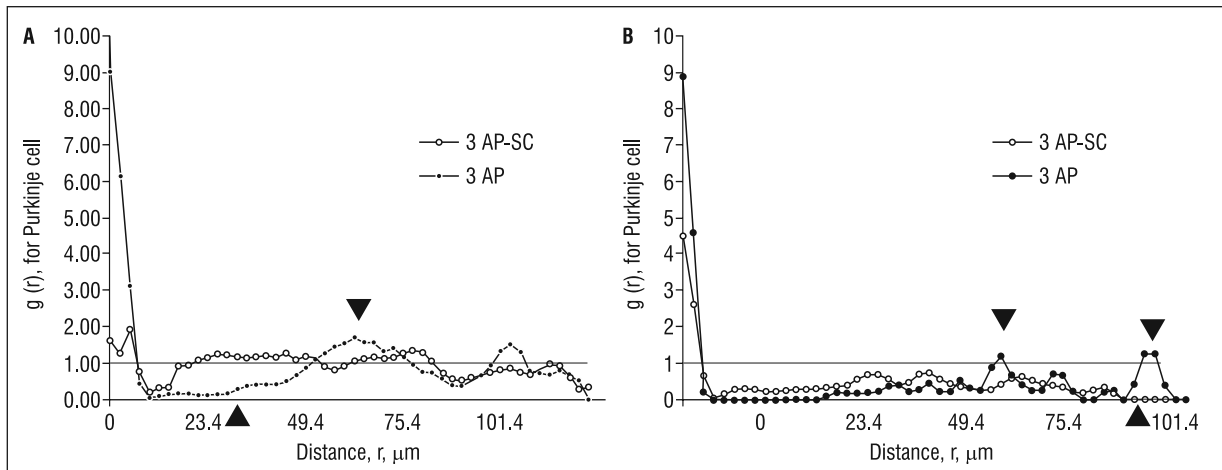 A
10.00
9.00
8.00
7.00
6.00
5.00
4.00
3.00
2.00
1.00
0.00
g (r), for Purkinje cell
3 AP-SC
3 AP
0 23.4 49.4 75.4 101.4
Distance, r, μm
B
10
9
8
7
6
5
4
3
2
1
0
g (r), for Purkinje cell
3 AP-SC
3 AP
0 23.4 49.4 75.4 101.4
Distance, r, μm